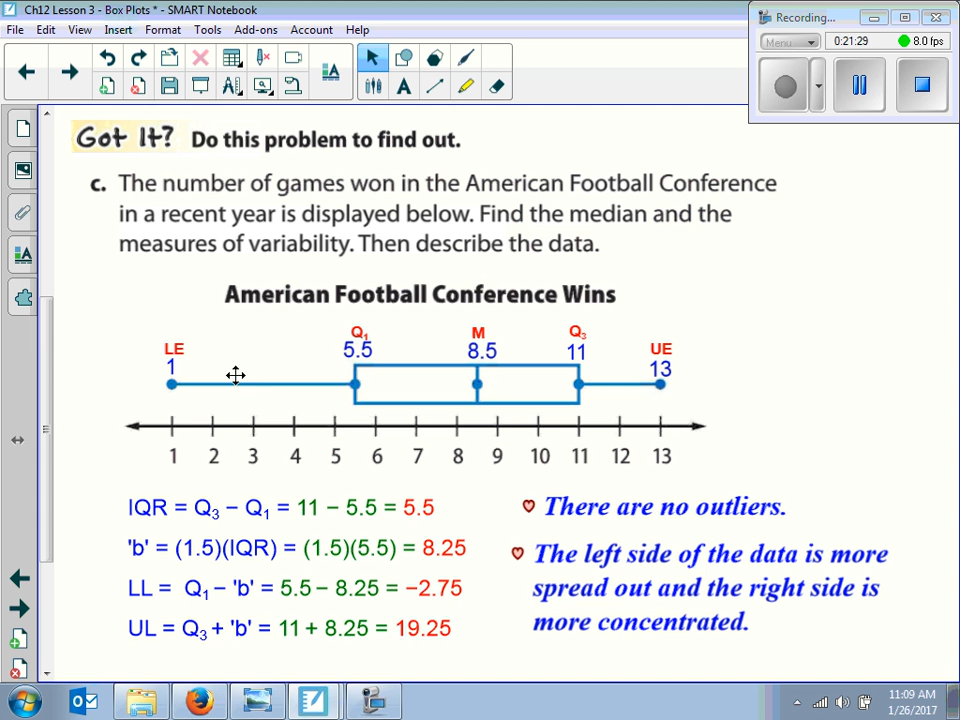 Ch12 Lesson 3 - Box Plots * - SMART Notebook
File Edit View Insert Format Tools Add-ons Account Help
Recording...
Menu
0:21:29 8.0 fps
Got It? Do this problem to find out.
c. The number of games won in the American Football Conference
in a recent year is displayed below. Find the median and the
measures of variability. Then describe the data.
American Football Conference Wins
LE Q1 M Q3 UE
1 5.5 8.5 11 13
1 2 3 4 5 6 7 8 9 10 11 12 13
IQR = Q3 − Q1 = 11 − 5.5 = 5.5
'b' = (1.5)(IQR) = (1.5)(5.5) = 8.25
LL = Q1 − 'b' = 5.5 − 8.25 = −2.75
UL = Q3 + 'b' = 11 + 8.25 = 19.25
There are no outliers.
The left side of the data is more
spread out and the right side is
more concentrated.
11:09 AM
1/26/2017